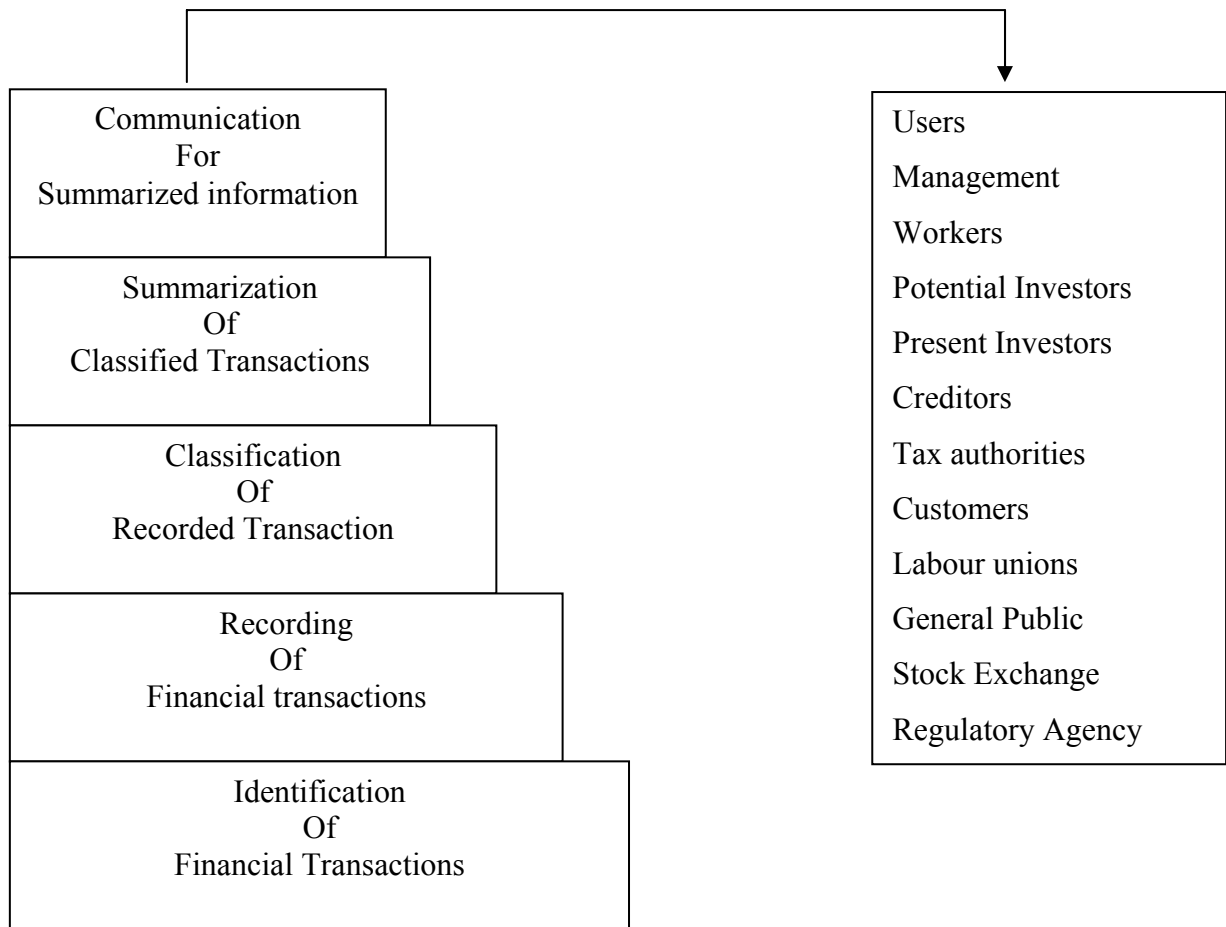 Communication
For
Summarized information
Summarization
Of
Classified Transactions
Classification
Of
Recorded Transaction
Recording
Of
Financial transactions
Identification
Of
Financial Transactions
Users
Management
Workers
Potential Investors
Present Investors
Creditors
Tax authorities
Customers
Labour unions
General Public
Stock Exchange
Regulatory Agency